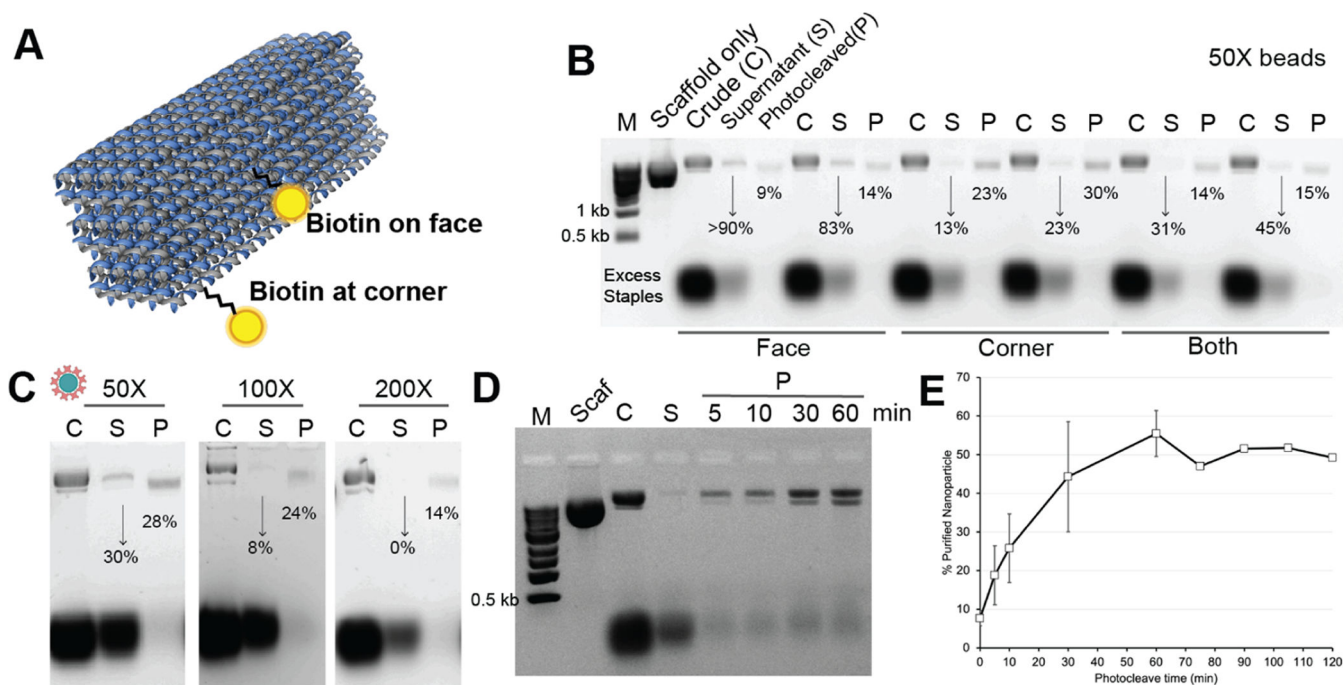 A
Biotin on face
Biotin at corner
B
50X beads
M
Scaffold only
Crude (C)
Supernatant (S)
Photocleaved(P)
C S P C S P C S P C S P C S P
1 kb
0.5 kb
>90% 9% 83% 14% 13% 23% 23% 30% 31% 14% 45% 15%
Excess
Staples
Face Corner Both
C
50X 100X 200X
C S P C S P C S P
28% 24% 14%
30% 8% 0%
D
P
M Scaf C S 5 10 30 60 min
0.5 kb
E
% Purified Nanoparticle
70
60
50
40
30
20
10
0
0 10 20 30 40 50 60 70 80 90 100 110 120
Photocleave time (min)